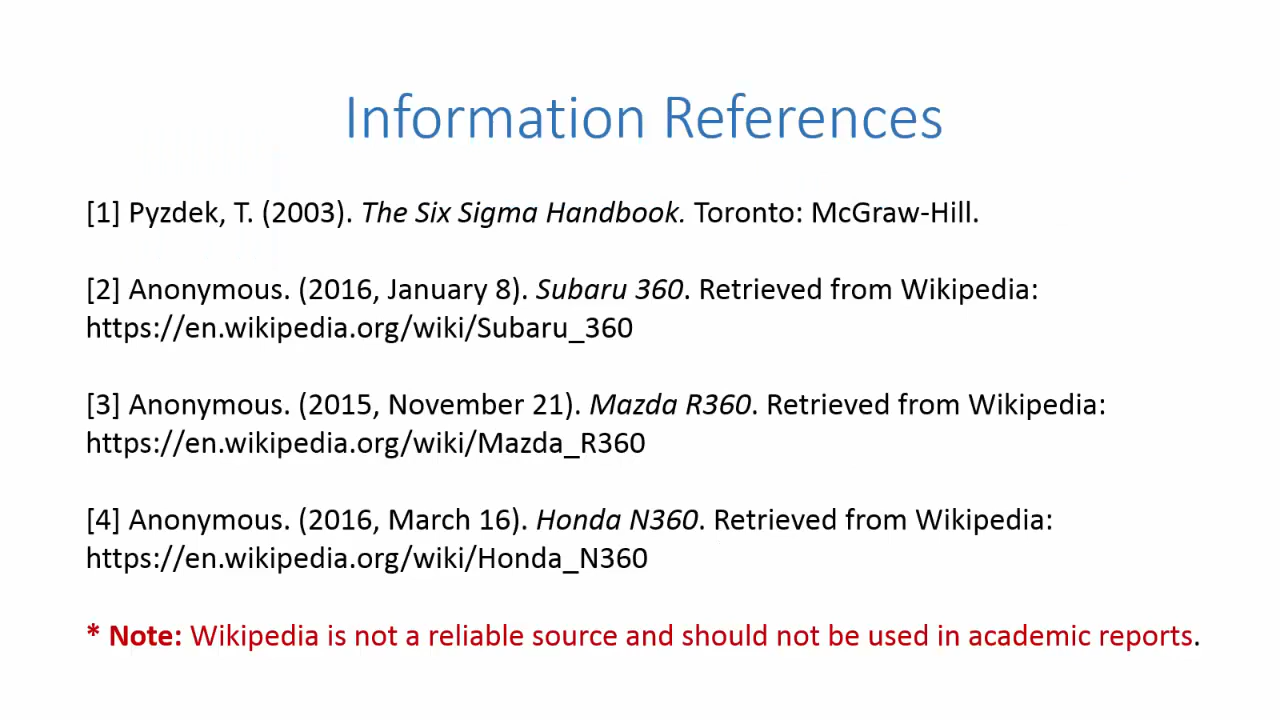 Information References
[1] Pyzdek, T. (2003). The Six Sigma Handbook. Toronto: McGraw-Hill.
[2] Anonymous. (2016, January 8). Subaru 360. Retrieved from Wikipedia:
https://en.wikipedia.org/wiki/Subaru_360
[3] Anonymous. (2015, November 21). Mazda R360. Retrieved from Wikipedia:
https://en.wikipedia.org/wiki/Mazda_R360
[4] Anonymous. (2016, March 16). Honda N360. Retrieved from Wikipedia:
https://en.wikipedia.org/wiki/Honda_N360
* Note: Wikipedia is not a reliable source and should not be used in academic reports.